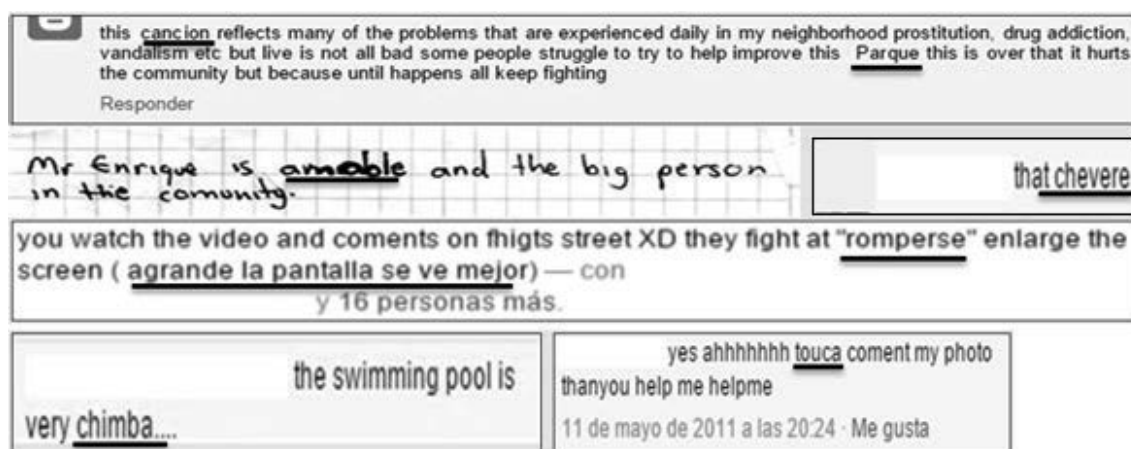 this cancion reflects many of the problems that are experienced daily in my neighborhood prostitution, drug addiction,
vandalism etc but live is not all bad some people struggle to try to help improve this Parque this is over that it hurts
the community but because until happens all keep fighting
Responder
Mr Enrique is amable and the big person
in the comunity.
that chevere
you watch the video and coments on fhigts street XD they fight at "romperse" enlarge the
screen ( agrande la pantalla se ve mejor) — con
y 16 personas más.
the swimming pool is
very chimba....
yes ahhhhhhh touca coment my photo
thanyou help me helpme
11 de mayo de 2011 a las 20:24 · Me gusta